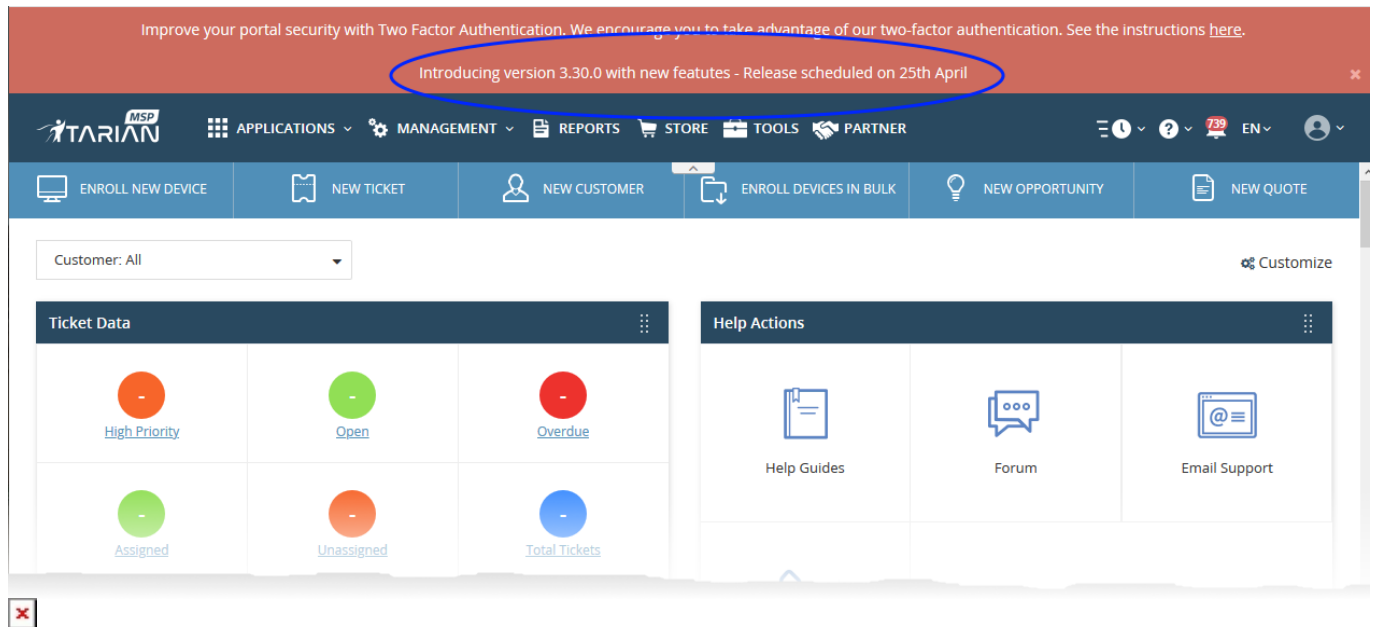 Improve your portal security with Two Factor Authentication. We encourage you to take advantage of our two-factor authentication. See the instructions here.
Introducing version 3.30.0 with new featutes - Release scheduled on 25th April
ITARIAN MSP APPLICATIONS MANAGEMENT REPORTS STORE TOOLS PARTNER 739 EN
ENROLL NEW DEVICE NEW TICKET NEW CUSTOMER ENROLL DEVICES IN BULK NEW OPPORTUNITY NEW QUOTE
Customer: All Customize
Ticket Data Help Actions
- - -
High Priority Open Overdue
@
Help Guides Forum Email Support
- - -
Assigned Unassigned Total Tickets